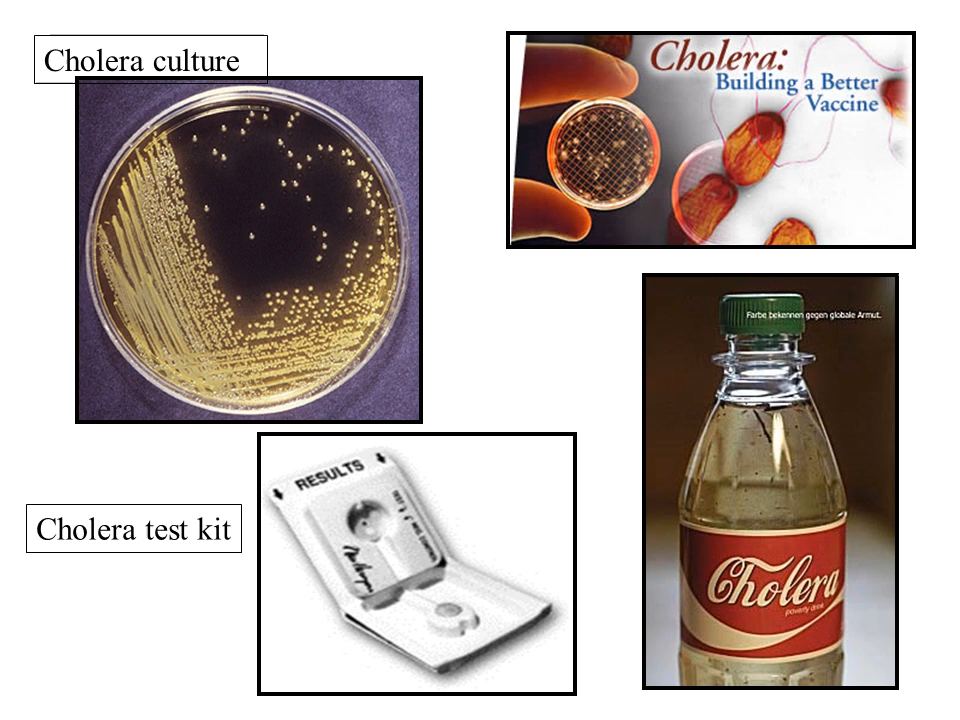 Cholera culture
Cholera:
Building a Better
Vaccine
Farbe bekennen gegen globale Armut.
RESULTS
Cholera test kit
Cholera
poverty drink